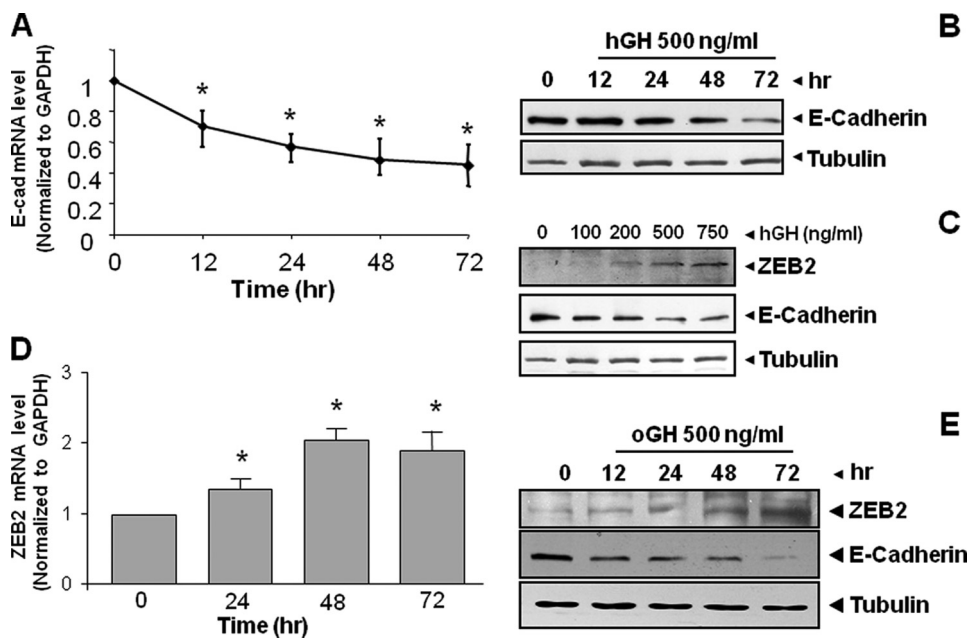 A
E-cad mRNA level
(Normalized to GAPDH)
1
0.8
0.6
0.4
0.2
0
* * * *
0 12 24 48 72
Time (hr)
B
hGH 500 ng/ml
0 12 24 48 72 hr
E-Cadherin
Tubulin
C
0 100 200 500 750 hGH (ng/ml)
ZEB2
E-Cadherin
Tubulin
D
ZEB2 mRNA level
(Normalized to GAPDH)
3
2
1
0
* * *
0 24 48 72
Time (hr)
E
oGH 500 ng/ml
0 12 24 48 72 hr
ZEB2
E-Cadherin
Tubulin